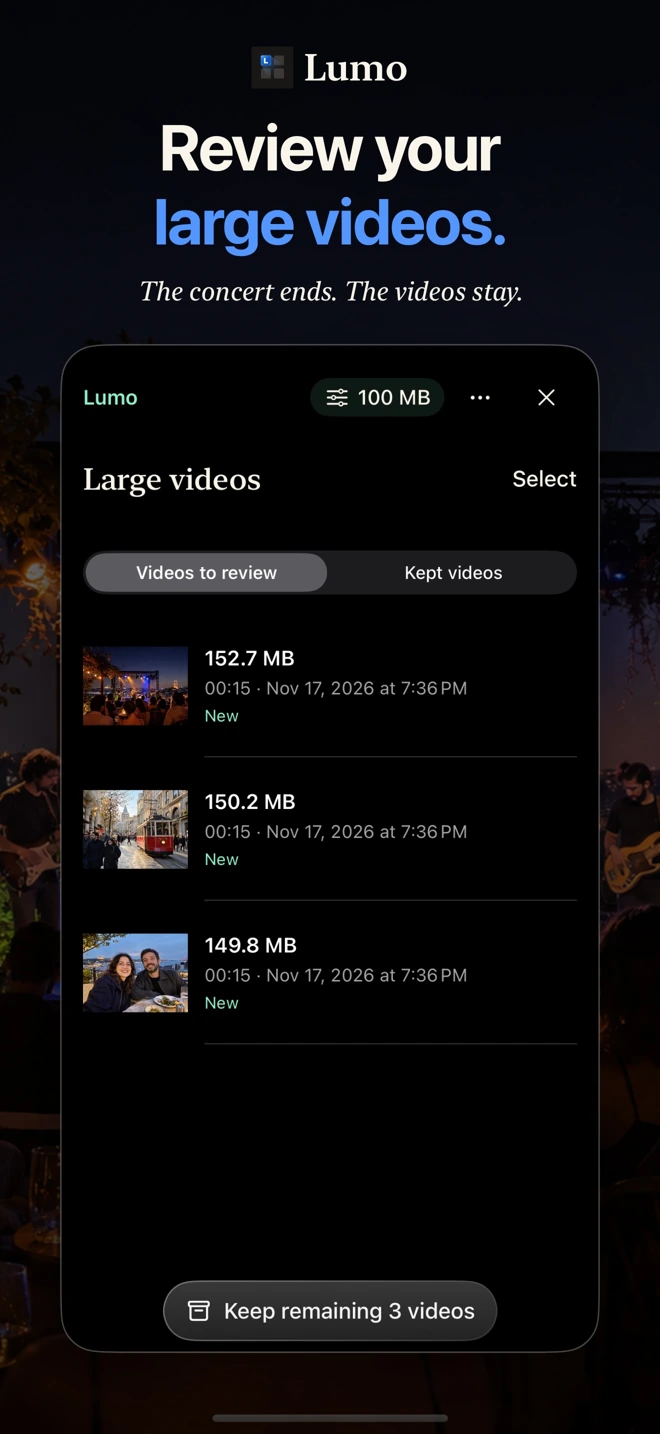 L
Lumo
Review your
large videos.
The concert ends. The videos stay.
Lumo
100 MB
Large videos
Select
Videos to review
Kept videos
152.7 MB
00:15 · Nov 17, 2026 at 7:36 PM
New
150.2 MB
00:15 · Nov 17, 2026 at 7:36 PM
New
149.8 MB
00:15 · Nov 17, 2026 at 7:36 PM
New
Keep remaining 3 videos